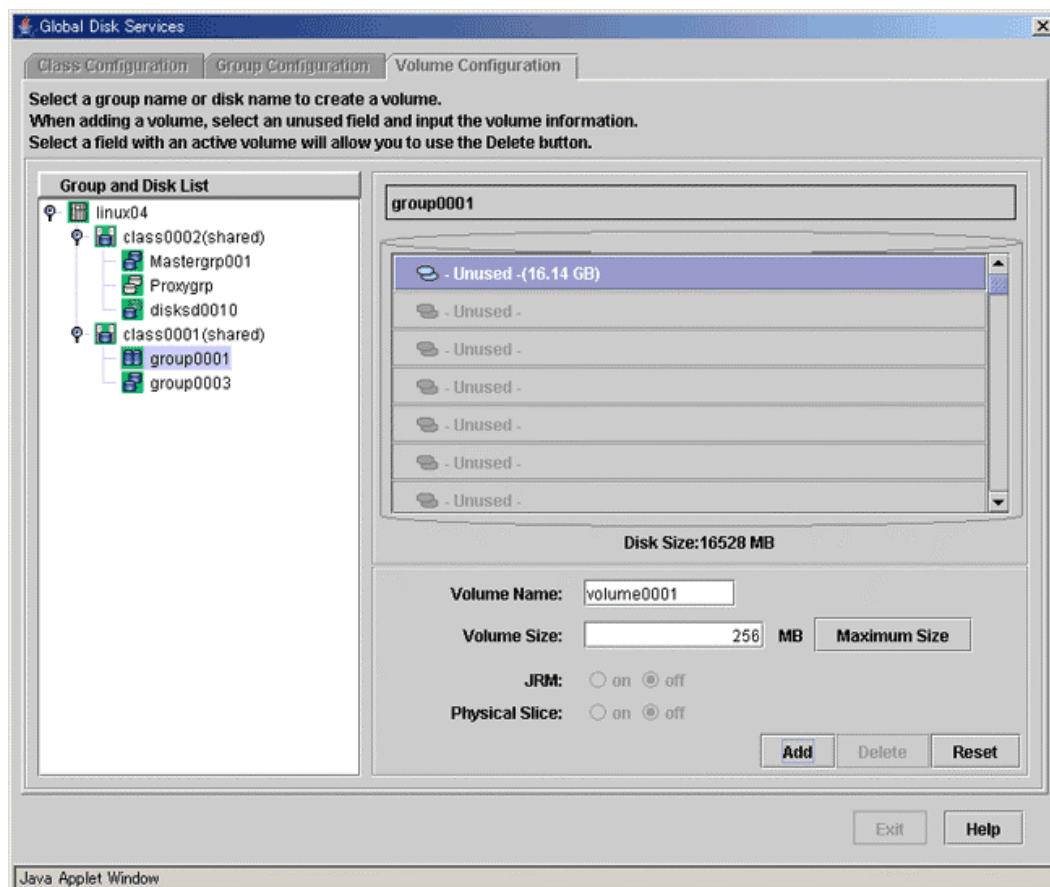 Global Disk Services
Class Configuration
Group Configuration
Volume Configuration
Select a group name or disk name to create a volume.
When adding a volume, select an unused field and input the volume information.
Select a field with an active volume will allow you to use the Delete button.
Group and Disk List
linux04
class0002(shared)
Mastergrp001
Proxygrp
disksd0010
class0001(shared)
group0001
group0003
group0001
- Unused -(16.14 GB)
- Unused -
- Unused -
- Unused -
- Unused -
- Unused -
- Unused -
Disk Size:16528 MB
Volume Name: volume0001
Volume Size: 256 MB Maximum Size
JRM: on off
Physical Slice: on off
Add Delete Reset
Exit Help
Java Applet Window